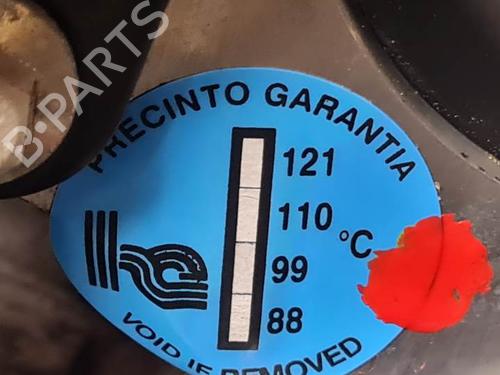 B-PARTS
PRECINTO GARANTIA
121
110
°C
99
88
VOID IF REMOVED